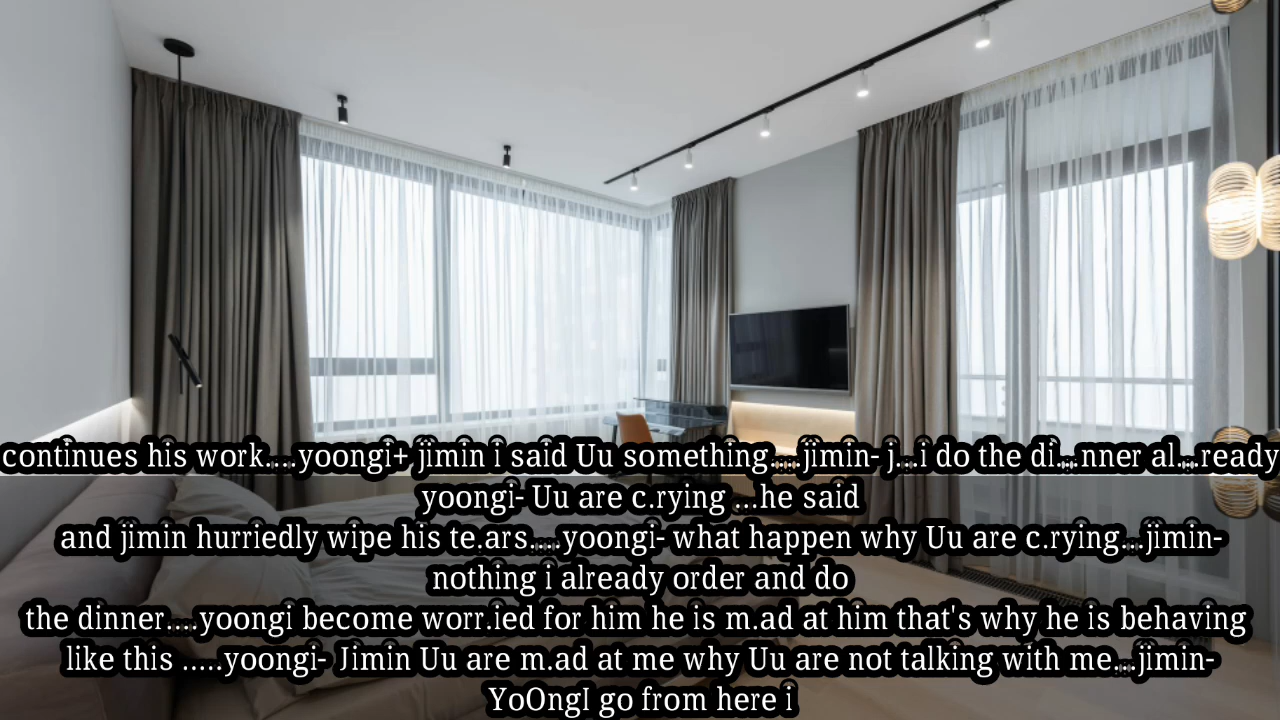 continues his work....yoongi+ jimin i said Uu something.....jimin- j...i do the di...nner al...ready
yoongi- Uu are c.rying ...he said
and jimin hurriedly wipe his te.ars.....yoongi- what happen why Uu are c.rying...jimin-
nothing i already order and do
the dinner....yoongi become worr.ied for him he is m.ad at him that's why he is behaving
like this .....yoongi- Jimin Uu are m.ad at me why Uu are not talking with me...jimin-
YoOngI go from here i